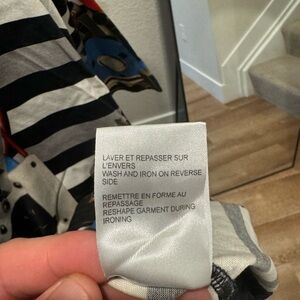 LAVER ET REPASSER SUR
L'ENVERS
WASH AND IRON ON REVERSE
SIDE
REMETTRE EN FORME AU
REPASSAGE
RESHAPE GARMENT DURING
IRONING